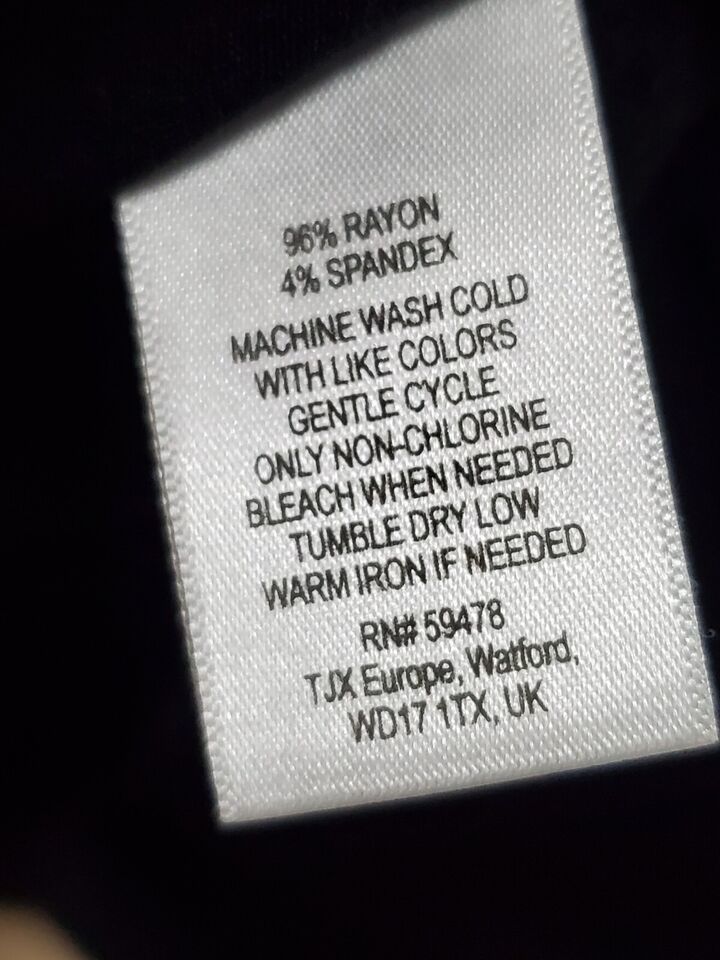 96% RAYON
4% SPANDEX
MACHINE WASH COLD
WITH LIKE COLORS
GENTLE CYCLE
ONLY NON-CHLORINE
BLEACH WHEN NEEDED
TUMBLE DRY LOW
WARM IRON IF NEEDED
RN# 59478
TJX Europe, Watford,
WD17 1TX, UK